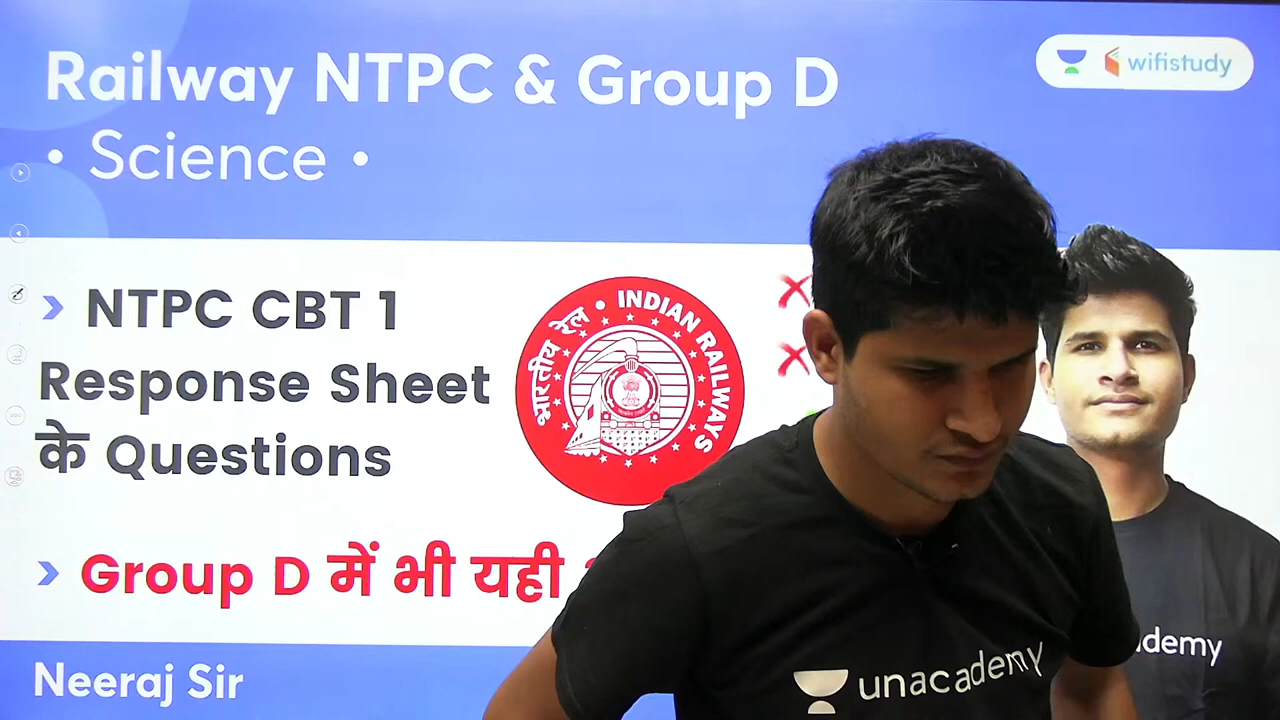 Railway NTPC & Group D
• Science •
wifistudy
› NTPC CBT 1
Response Sheet
के Questions
भारतीय रेल • INDIAN RAILWAYS
› Group D में भी यही
Neeraj Sir
unacademy
demy